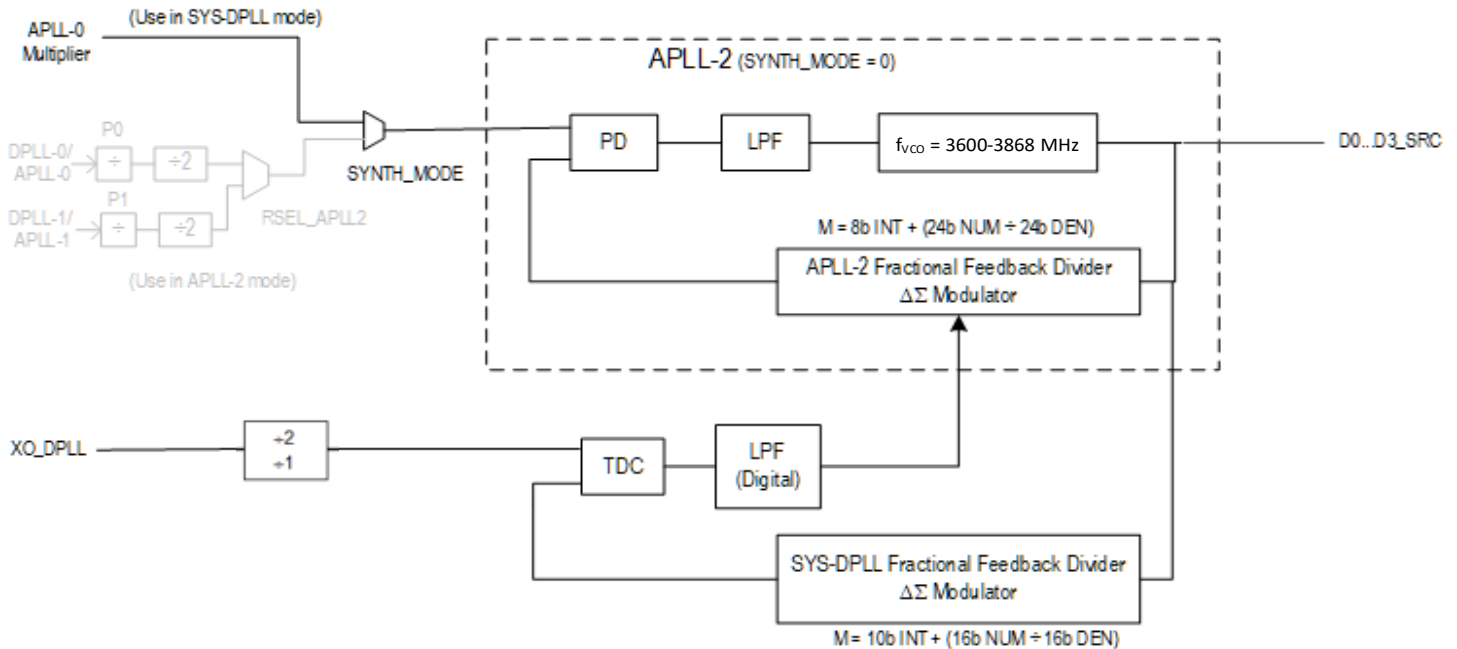 (Use in SYS-DPLL mode)
APLL-0
Multiplier
APLL-2 (SYNTH_MODE = 0)
P0
DPLL-0/
APLL-0
÷
÷2
P1
DPLL-1/
APLL-1
÷
÷2
RSEL_APLL2
(Use in APLL-2 mode)
SYNTH_MODE
PD
LPF
fVCO = 3600-3868 MHz
D0...D3_SRC
M = 8b INT + (24b NUM ÷ 24b DEN)
APLL-2 Fractional Feedback Divider
ΔΣ Modulator
XO_DPLL
÷2
÷1
TDC
LPF
(Digital)
SYS-DPLL Fractional Feedback Divider
ΔΣ Modulator
M = 10b INT + (16b NUM ÷ 16b DEN)